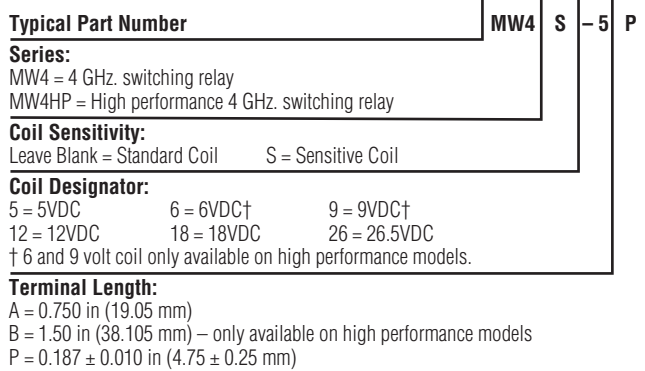 Typical Part Number MW4 S – 5 P
Series:
MW4 = 4 GHz. switching relay
MW4HP = High performance 4 GHz. switching relay
Coil Sensitivity:
Leave Blank = Standard Coil S = Sensitive Coil
Coil Designator:
5 = 5VDC 6 = 6VDC† 9 = 9VDC†
12 = 12VDC 18 = 18VDC 26 = 26.5VDC
† 6 and 9 volt coil only available on high performance models.
Terminal Length:
A = 0.750 in (19.05 mm)
B = 1.50 in (38.105 mm) – only available on high performance models
P = 0.187 ± 0.010 in (4.75 ± 0.25 mm)